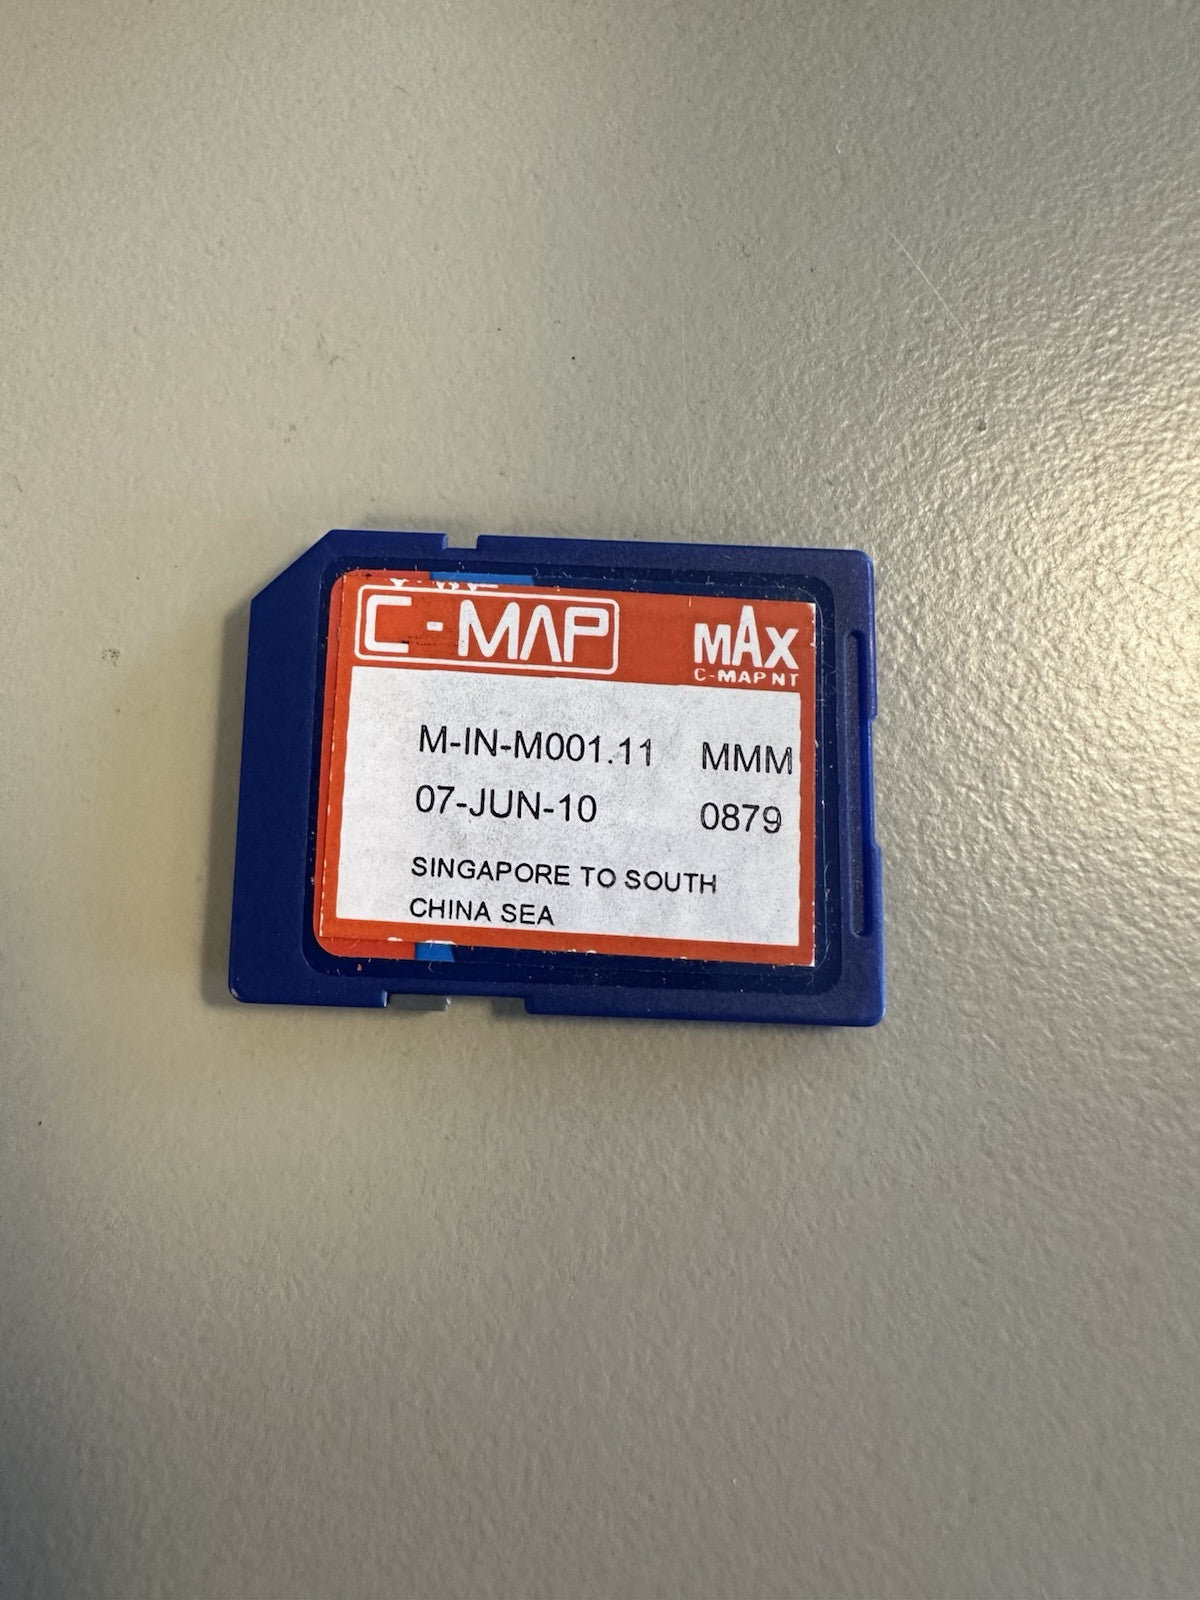 C-MAP
MAX
C-MAP NT
M-IN-M001.11 MMM
07-JUN-10 0879
SINGAPORE TO SOUTH
CHINA SEA